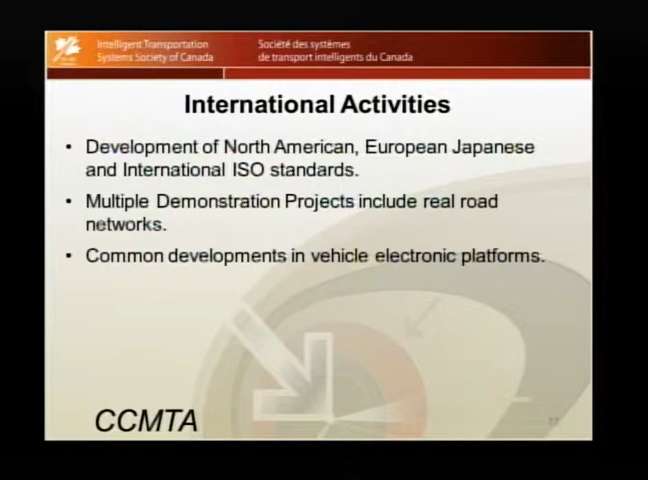 Intelligent Transportation
Systems Society of Canada
Société des systèmes
de transport intelligents du Canada
International Activities
• Development of North American, European Japanese
and International ISO standards.
• Multiple Demonstration Projects include real road
networks.
• Common developments in vehicle electronic platforms.
CCMTA